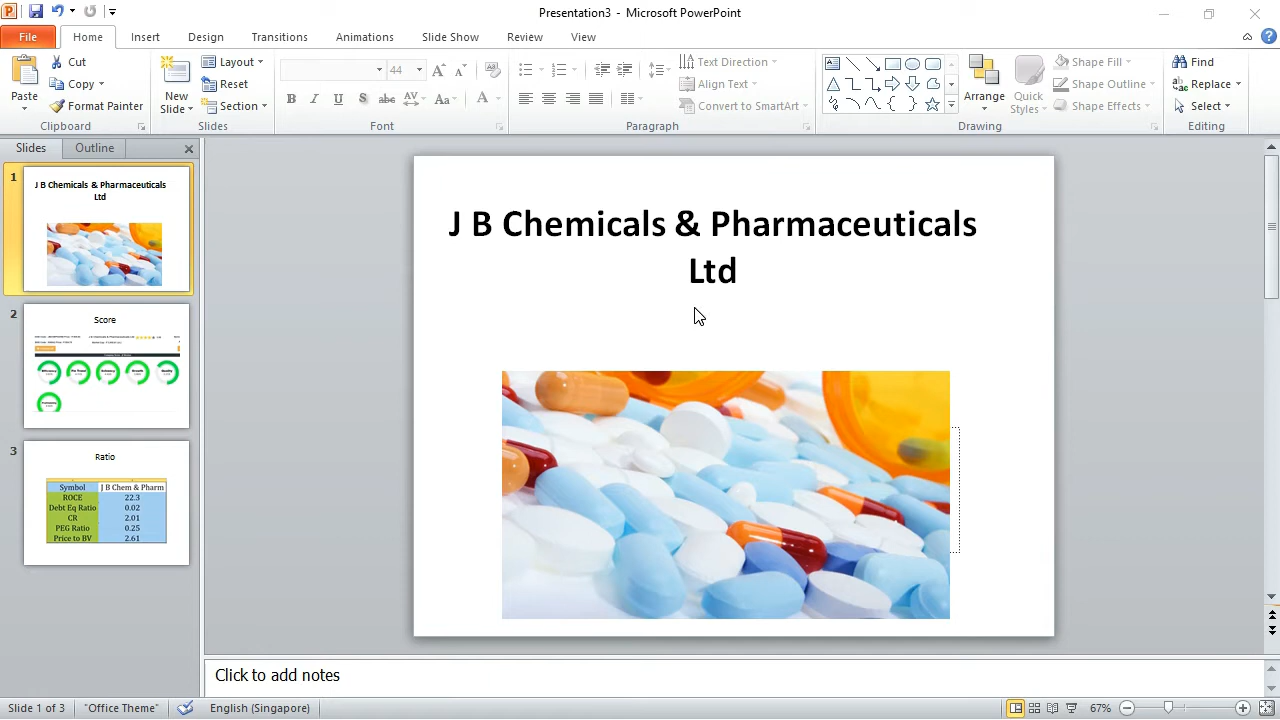 Presentation3 - Microsoft PowerPoint
File Home Insert Design Transitions Animations Slide Show Review View
Paste Cut Copy Format Painter Clipboard
New Slide Layout Reset Section Slides
44 Font
Text Direction Align Text Convert to SmartArt Paragraph
Arrange Quick Styles Shape Fill Shape Outline Shape Effects Drawing
Find Replace Select Editing
Slides Outline
1
J B Chemicals & Pharmaceuticals
Ltd
2
Score
3
Ratio
Symbol J B Chem & Pharm
ROCE 22.3
Debt Eq Ratio 0.02
CR 2.01
PEG Ratio 0.25
Price to BV 2.61
J B Chemicals & Pharmaceuticals
Ltd
Click to add notes
Slide 1 of 3 "Office Theme" English (Singapore) 67%